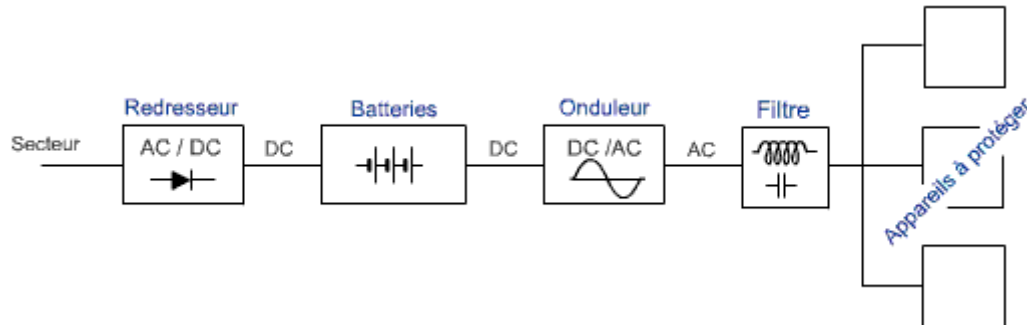 Redresseur
Batteries
Onduleur
Filtre
Secteur
AC / DC
DC
DC
DC /AC
AC
Appareils à protéger